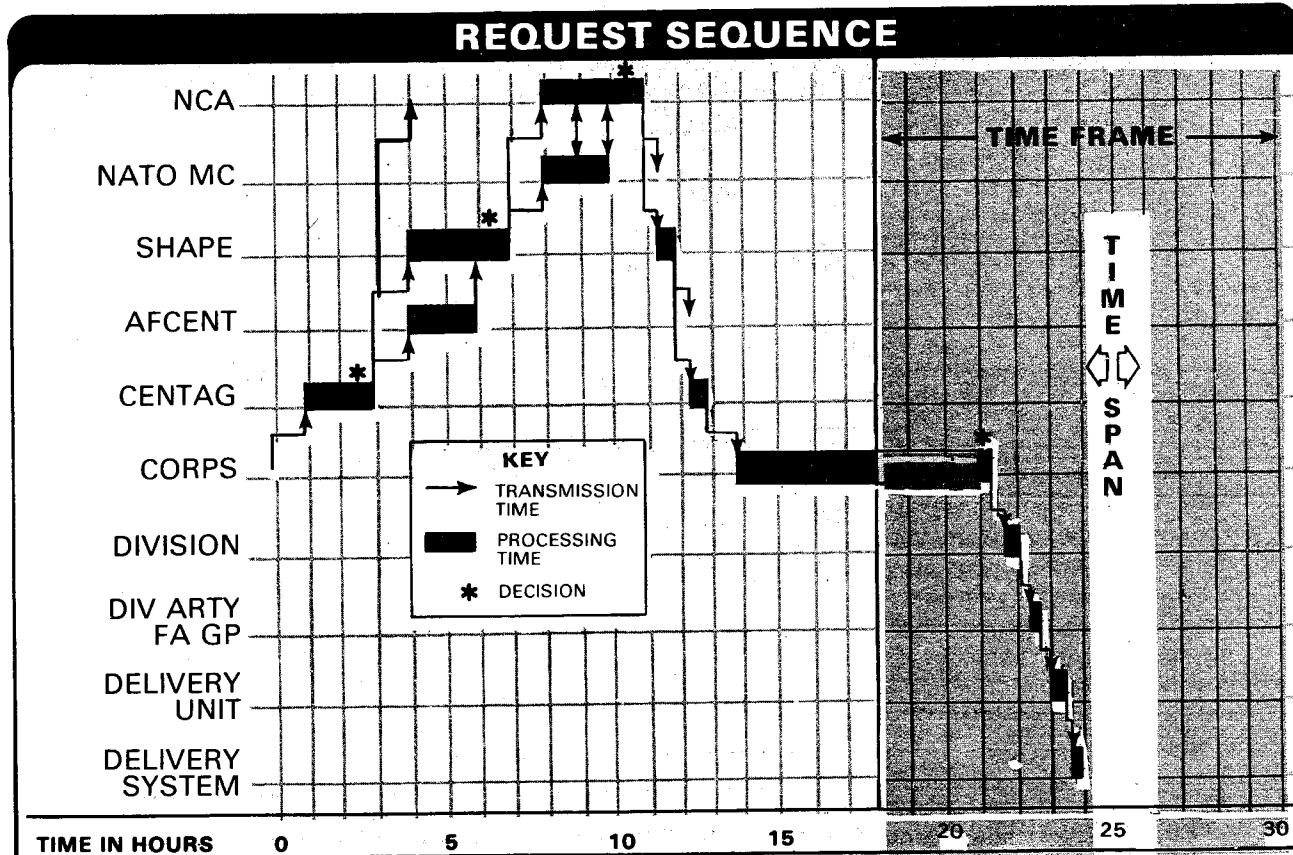 REQUEST SEQUENCE
NCA
NATO MC
SHAPE
AFCENT
CENTAG
CORPS
DIVISION
DIV ARTY
FA GP
DELIVERY
UNIT
DELIVERY
SYSTEM
TIME FRAME
TIME
SPAN
KEY
TRANSMISSION
TIME
PROCESSING
TIME
* DECISION
TIME IN HOURS 0 5 10 15 20 25 30